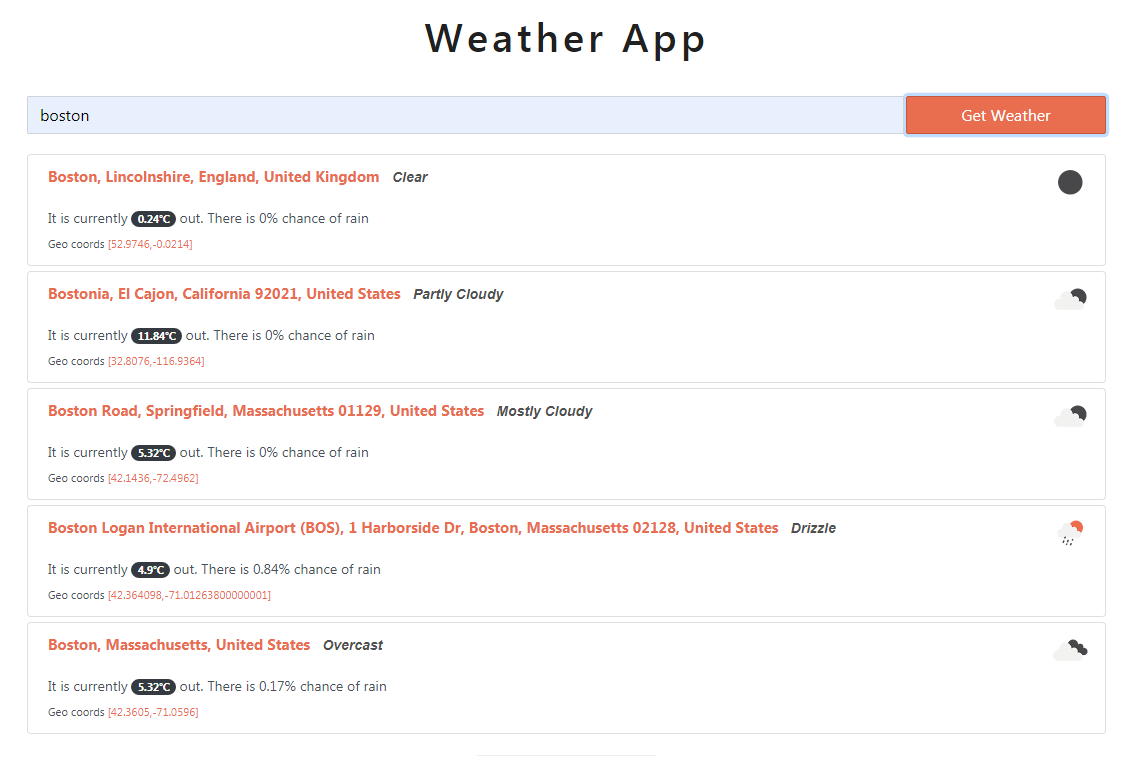 Weather App
boston
Get Weather
Boston, Lincolnshire, England, United Kingdom Clear
It is currently 0.24°C out. There is 0% chance of rain
Geo coords [52.9746,-0.0214]
Bostonia, El Cajon, California 92021, United States Partly Cloudy
It is currently 11.84°C out. There is 0% chance of rain
Geo coords [32.8076,-116.9364]
Boston Road, Springfield, Massachusetts 01129, United States Mostly Cloudy
It is currently 5.32°C out. There is 0% chance of rain
Geo coords [42.1436,-72.4962]
Boston Logan International Airport (BOS), 1 Harborside Dr, Boston, Massachusetts 02128, United States Drizzle
It is currently 4.9°C out. There is 0.84% chance of rain
Geo coords [42.364098,-71.01263800000001]
Boston, Massachusetts, United States Overcast
It is currently 5.32°C out. There is 0.17% chance of rain
Geo coords [42.3605,-71.0596]